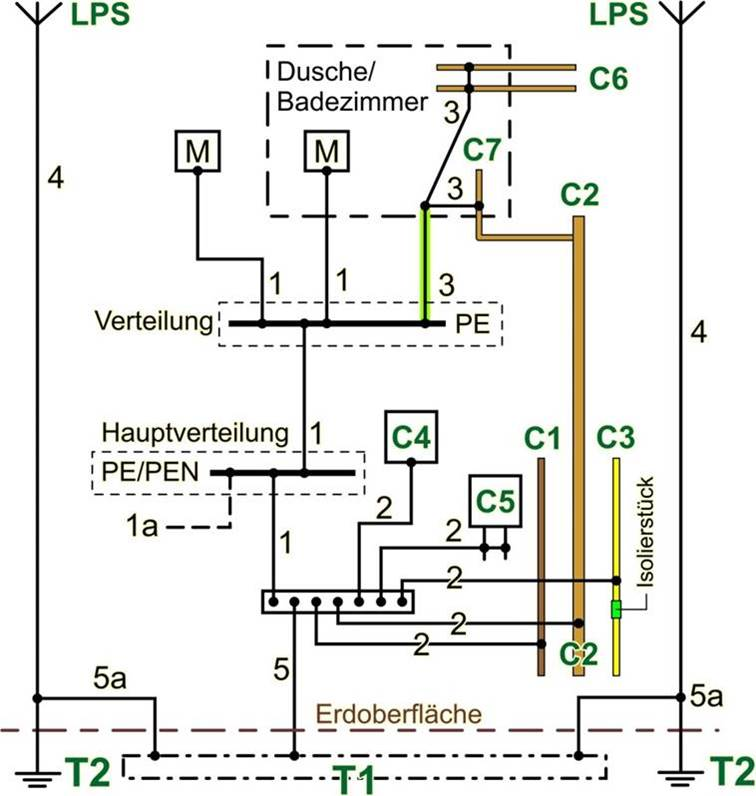 LPS
LPS
Dusche/
Badezimmer
C6
3
M
M
C7
3
C2
4
1
1
3
Verteilung
PE
4
Hauptverteilung
1
C4
C1
C3
PE/PEN
1a
2
C5
Isolierstück
1
2
2
2
2
C2
5
5a
5a
Erdoberfläche
T2
T1
T2